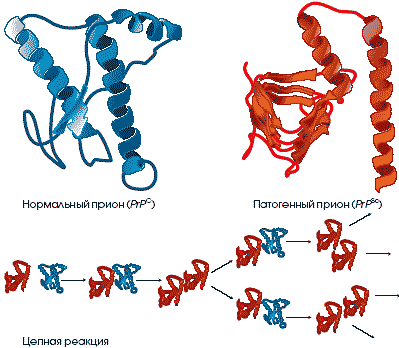 Нормальный прион (PrPᶜ)
Патогенный прион (PrPˢᶜ)
Цепная реакция